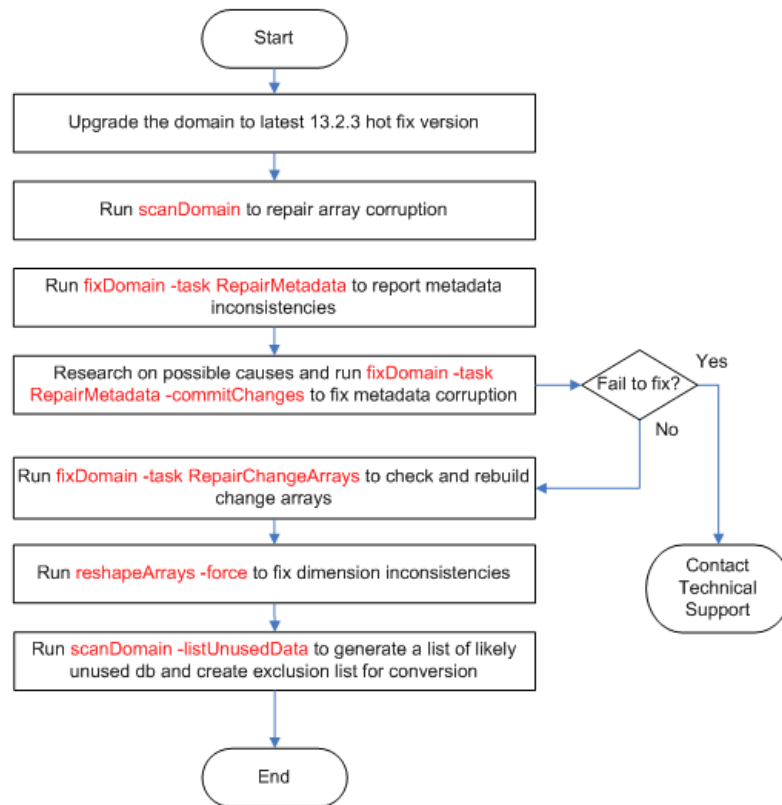 Start
Upgrade the domain to latest 13.2.3 hot fix version
Run scanDomain to repair array corruption
Run fixDomain -task RepairMetadata to report metadata
inconsistencies
Research on possible causes and run fixDomain -task
RepairMetadata -commitChanges to fix metadata corruption
Fail to fix?
Yes
No
Run fixDomain -task RepairChangeArrays to check and rebuild
change arrays
Run reshapeArrays -force to fix dimension inconsistencies
Contact
Technical
Support
Run scanDomain -listUnusedData to generate a list of likely
unused db and create exclusion list for conversion
End